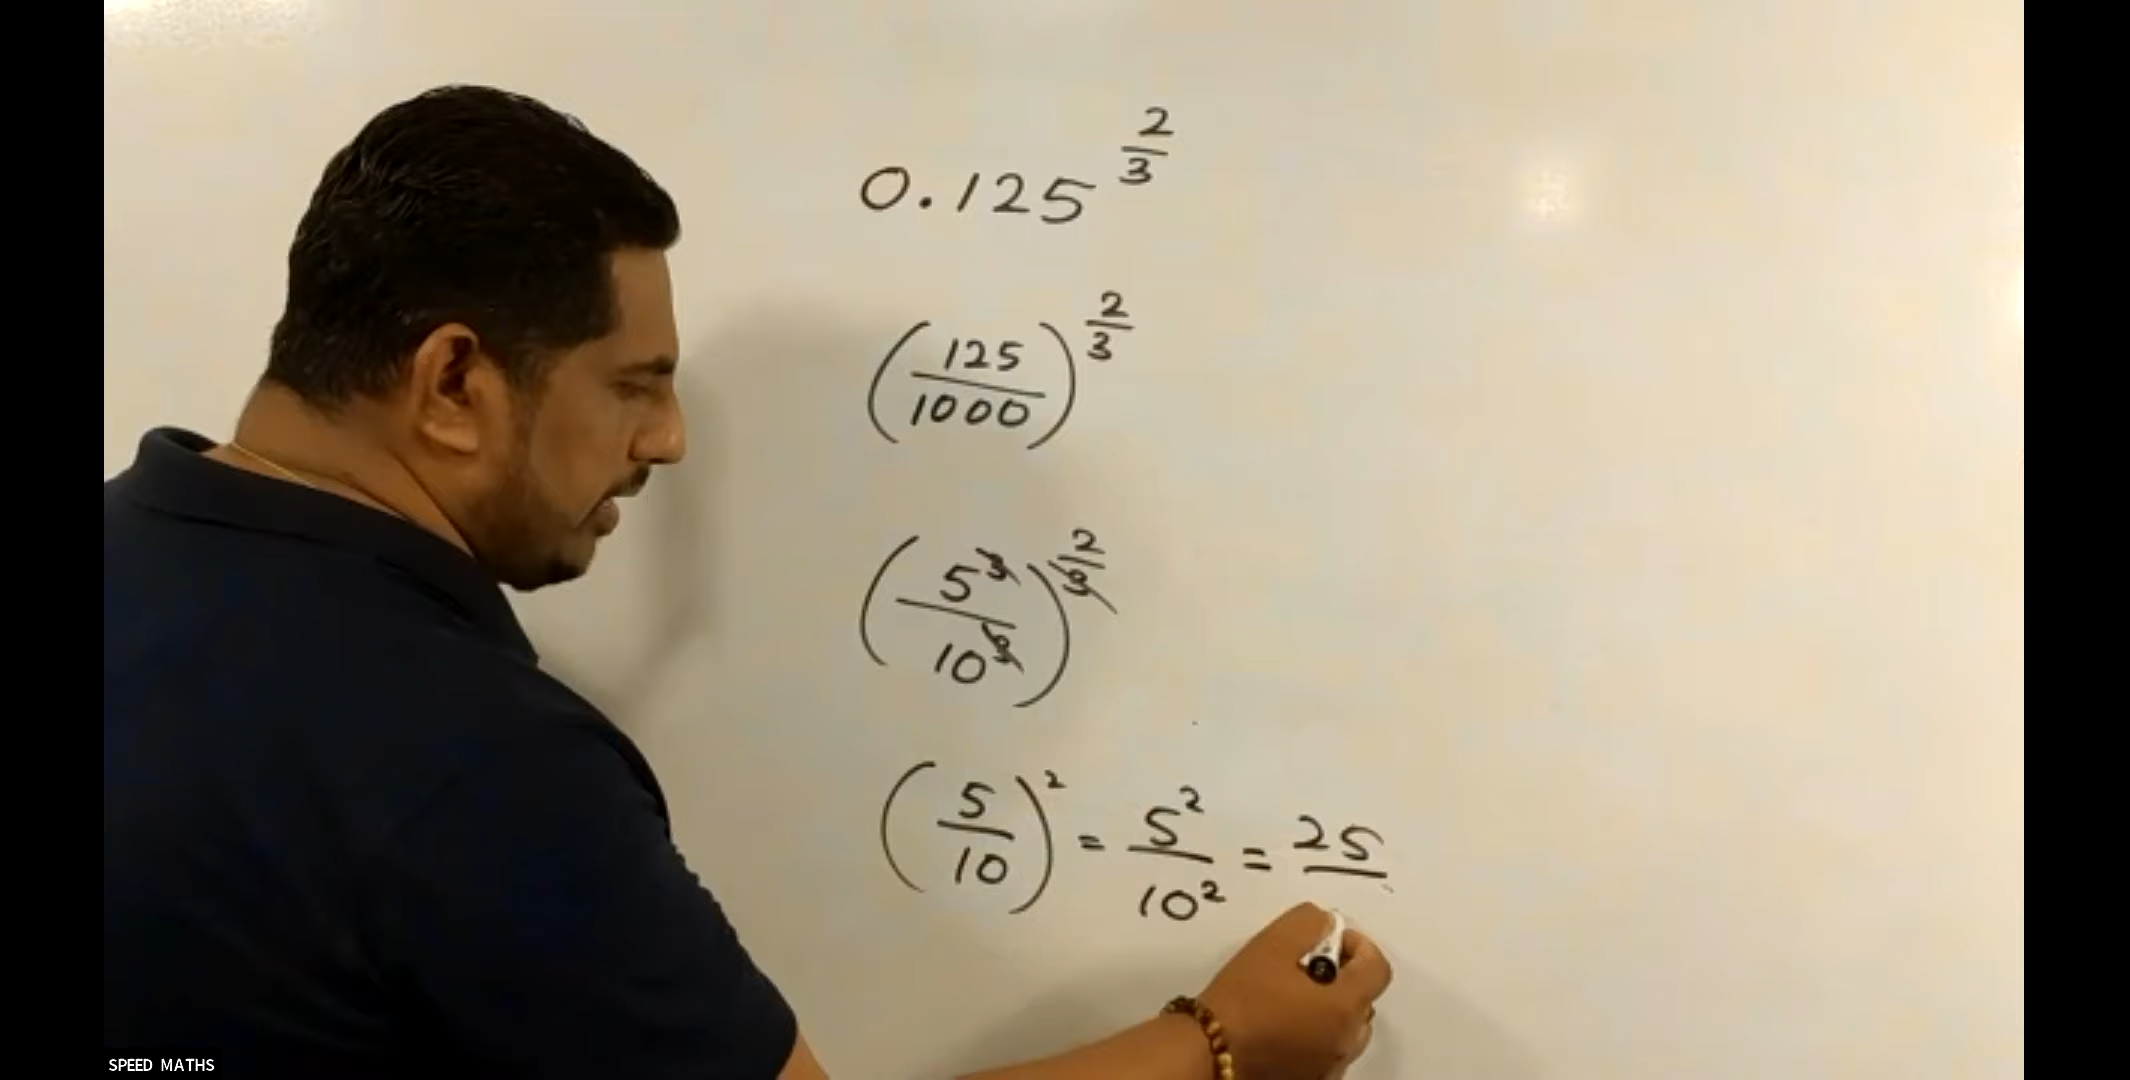 0.125^(2/3)
(125/1000)^(2/3)
(5^3/10^3)^(2/3)
(5/10)^2 = 5^2/10^2 = 25/
SPEED MATHS